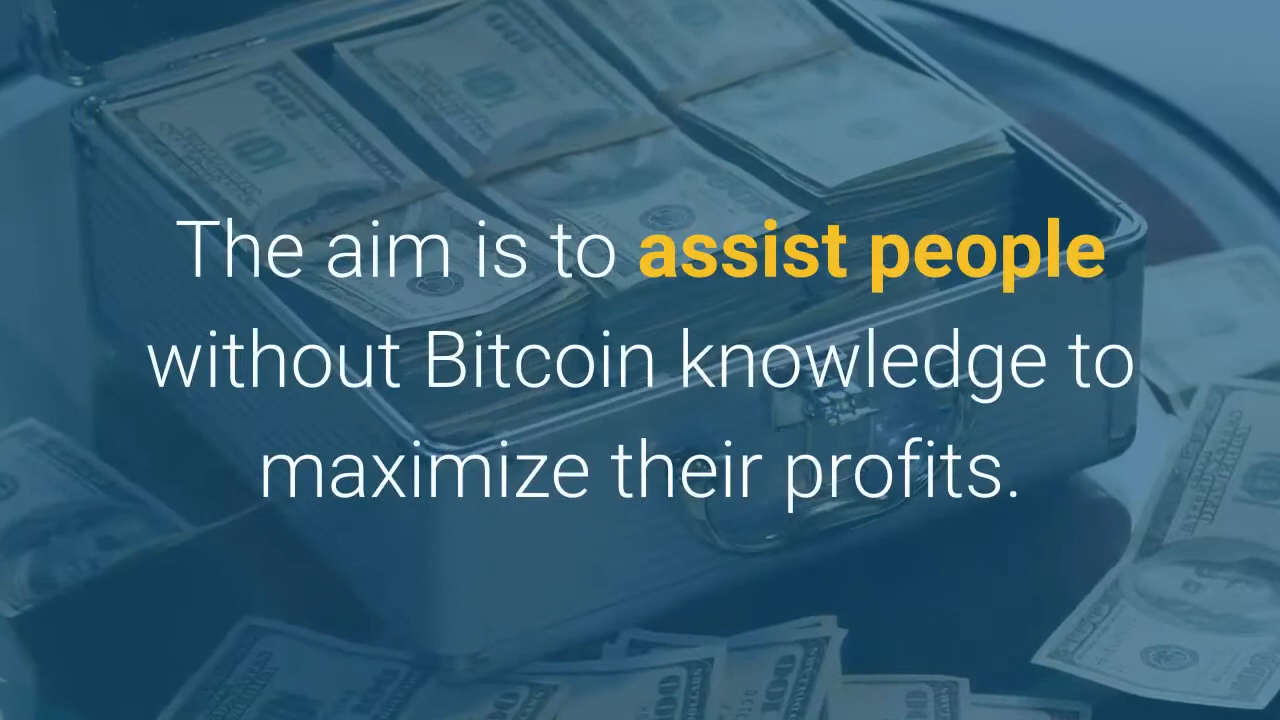 The aim is to assist people
without Bitcoin knowledge to
maximize their profits.